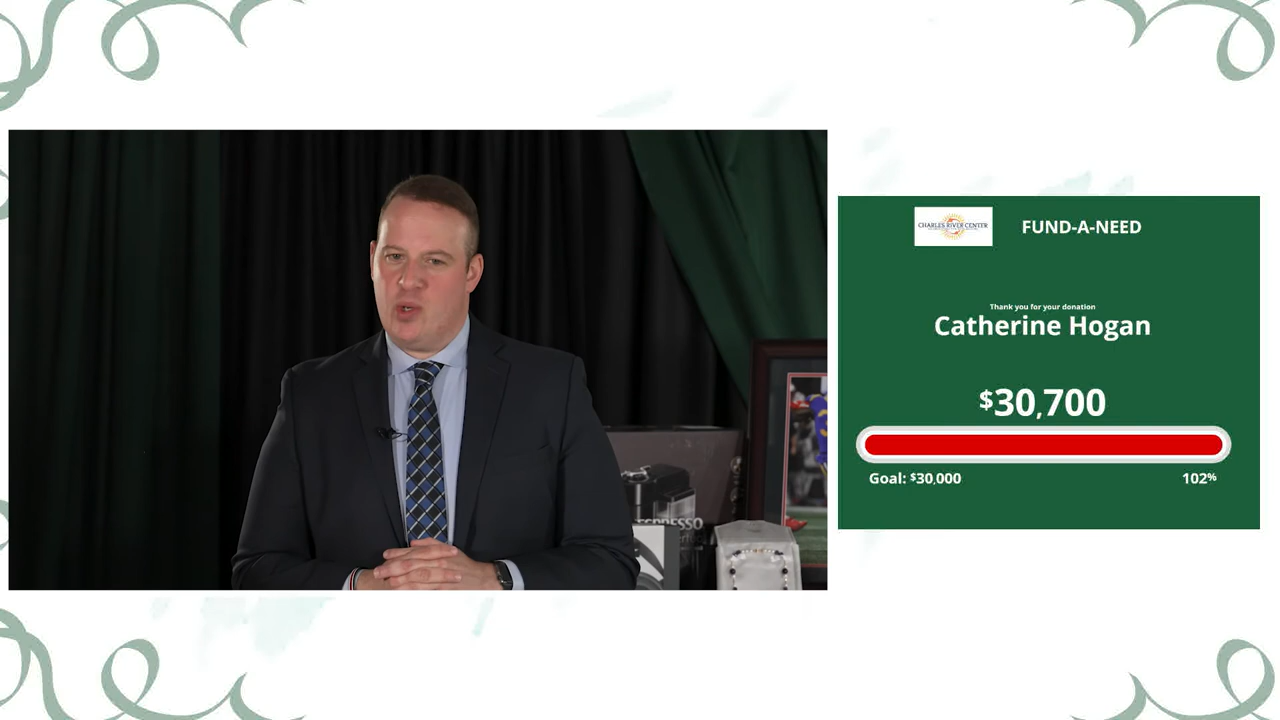 CHARLES RIVER CENTER
FUND-A-NEED
Thank you for your donation
Catherine Hogan
$30,700
Goal: $30,000
102%
ESPRESSO